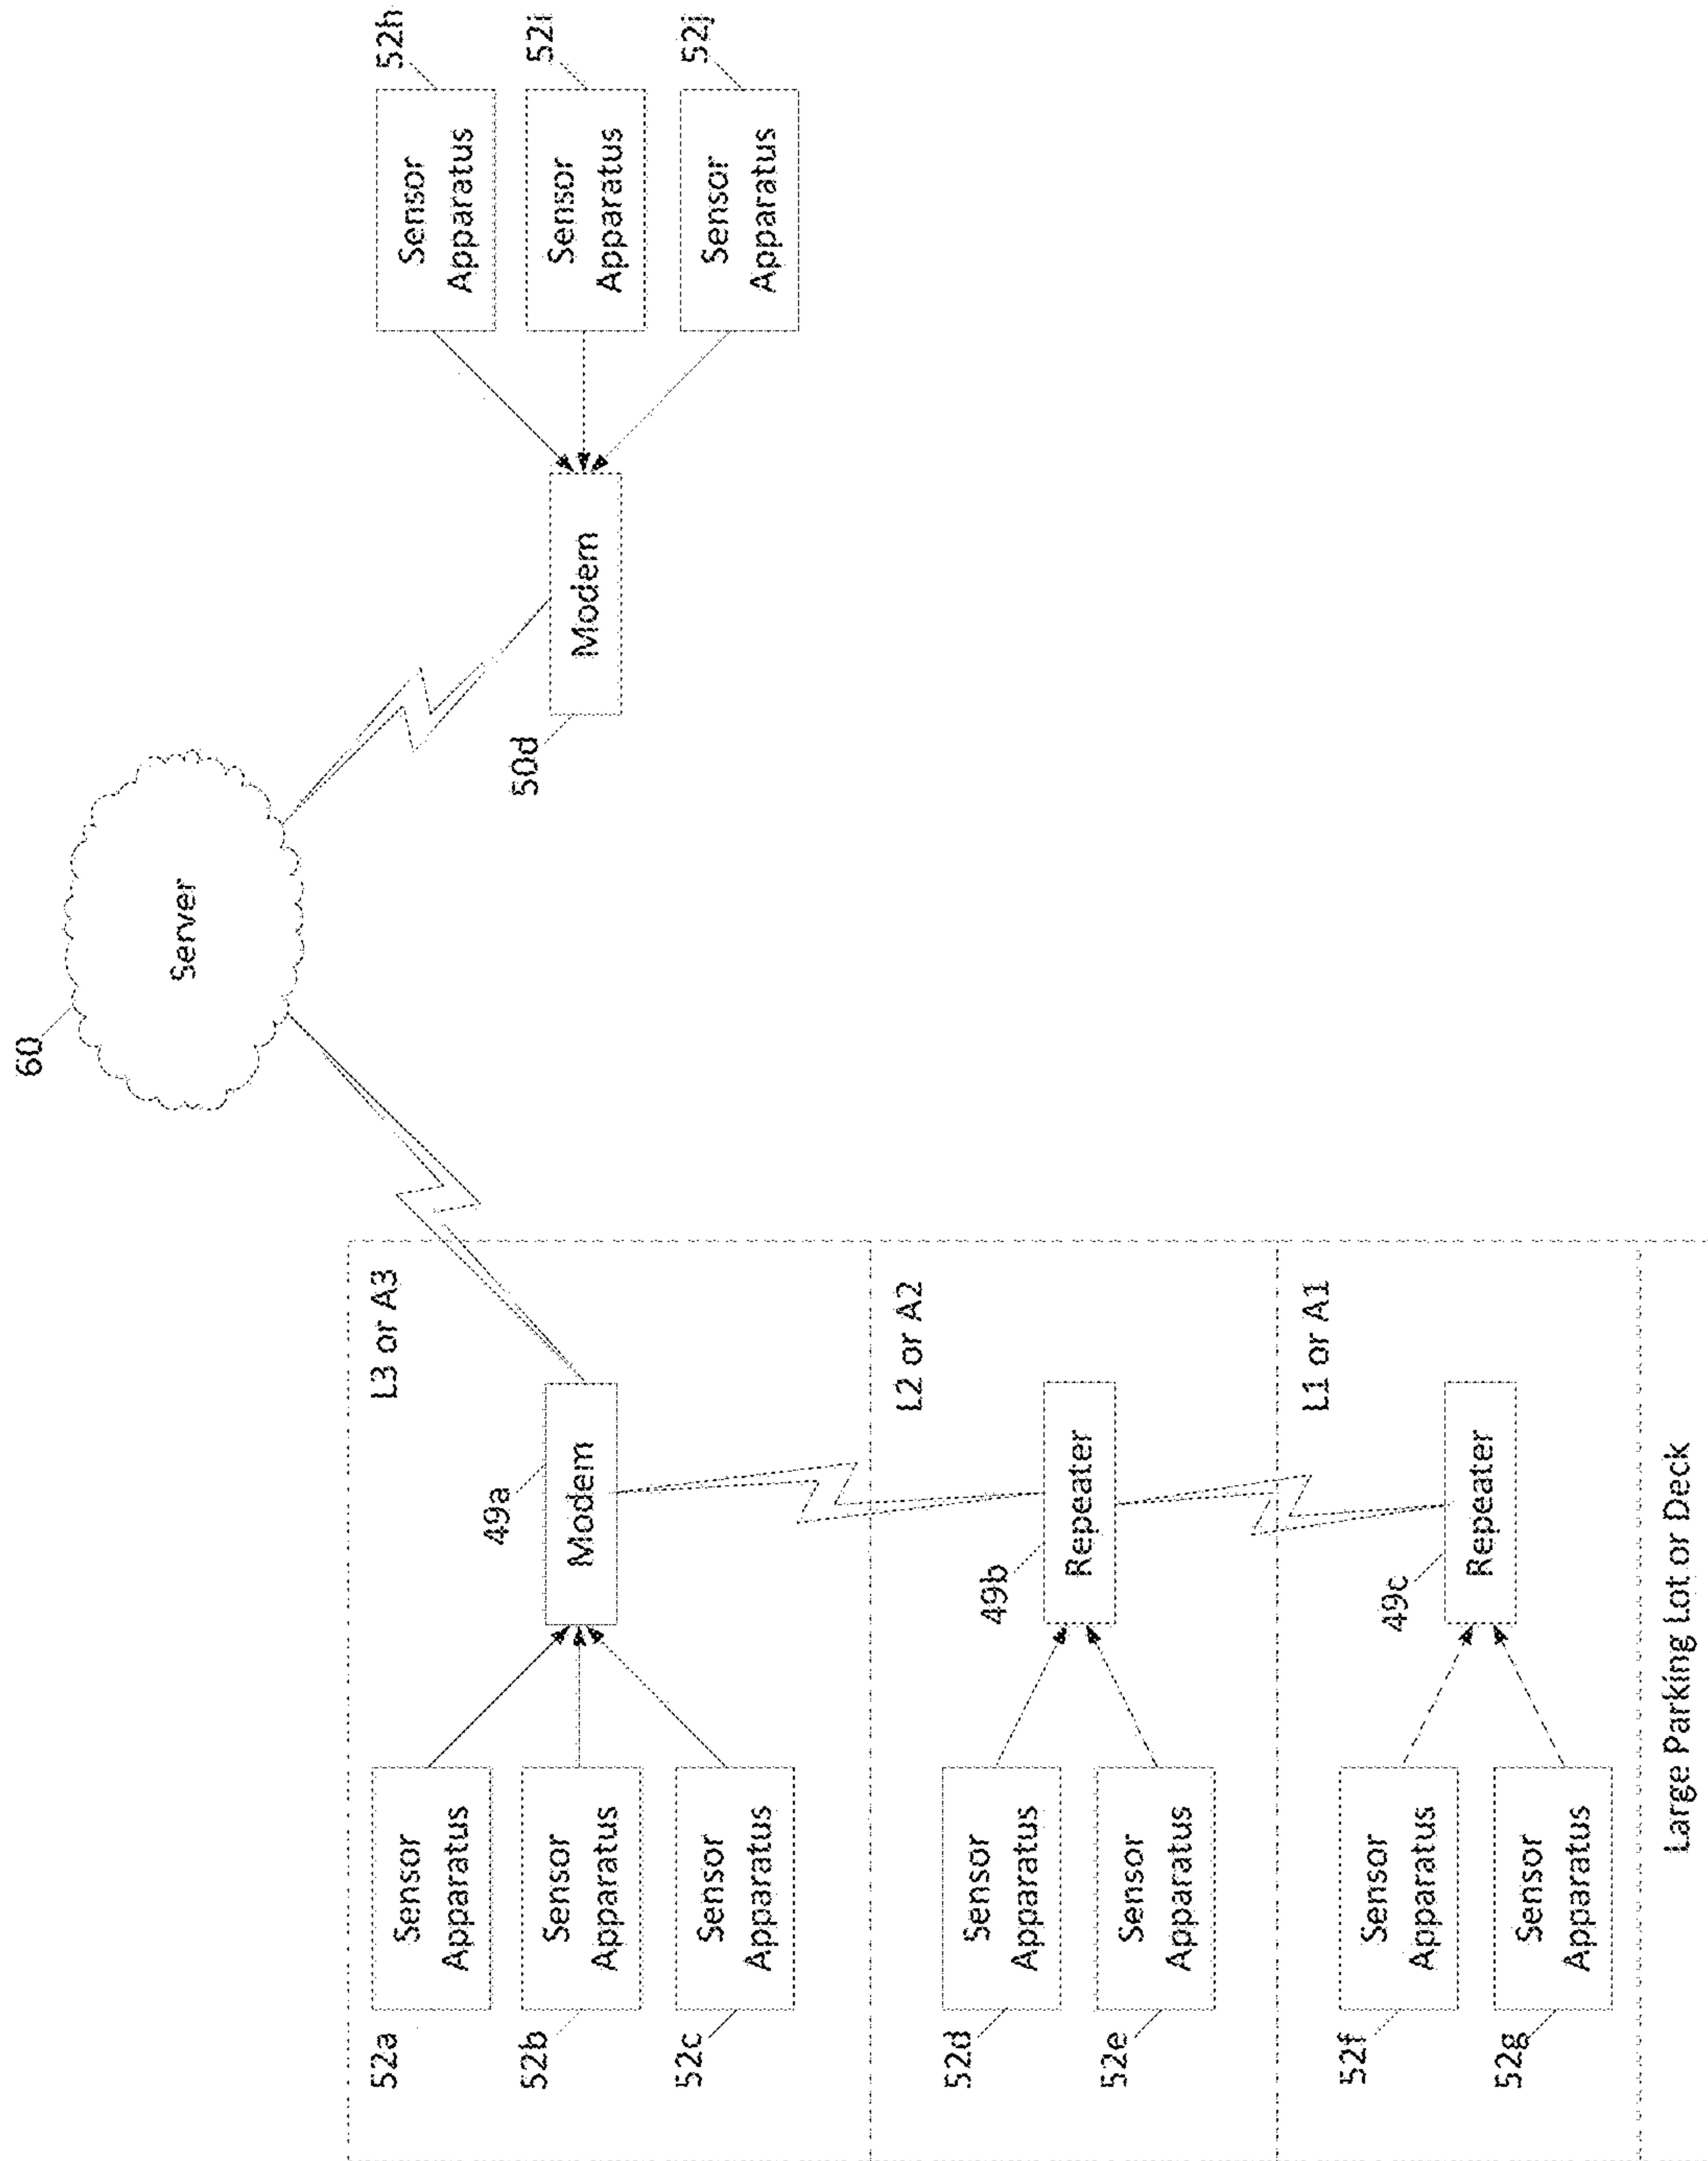 60
Server
L3 or A3
52a
Sensor
Apparatus
52b
Sensor
Apparatus
52c
Sensor
Apparatus
49a
Modem
50d
Modem
Sensor
Apparatus
52h
Sensor
Apparatus
52i
Sensor
Apparatus
52j
L2 or A2
52d
Sensor
Apparatus
52e
Sensor
Apparatus
49b
Repeater
L1 or A1
52f
Sensor
Apparatus
52g
Sensor
Apparatus
49c
Repeater
Large Parking Lot or Deck